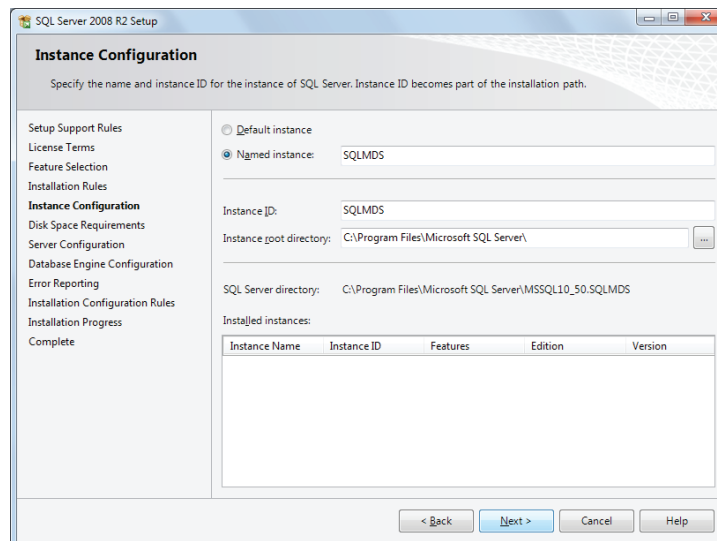 SQL Server 2008 R2 Setup
Instance Configuration
Specify the name and instance ID for the instance of SQL Server. Instance ID becomes part of the installation path.
Setup Support Rules
License Terms
Feature Selection
Installation Rules
Instance Configuration
Disk Space Requirements
Server Configuration
Database Engine Configuration
Error Reporting
Installation Configuration Rules
Installation Progress
Complete
Default instance
Named instance: SQLMDS
Instance ID: SQLMDS
Instance root directory: C:\Program Files\Microsoft SQL Server\ ...
SQL Server directory: C:\Program Files\Microsoft SQL Server\MSSQL10_50.SQLMDS
Installed instances:
Instance Name Instance ID Features Edition Version
< Back Next > Cancel Help